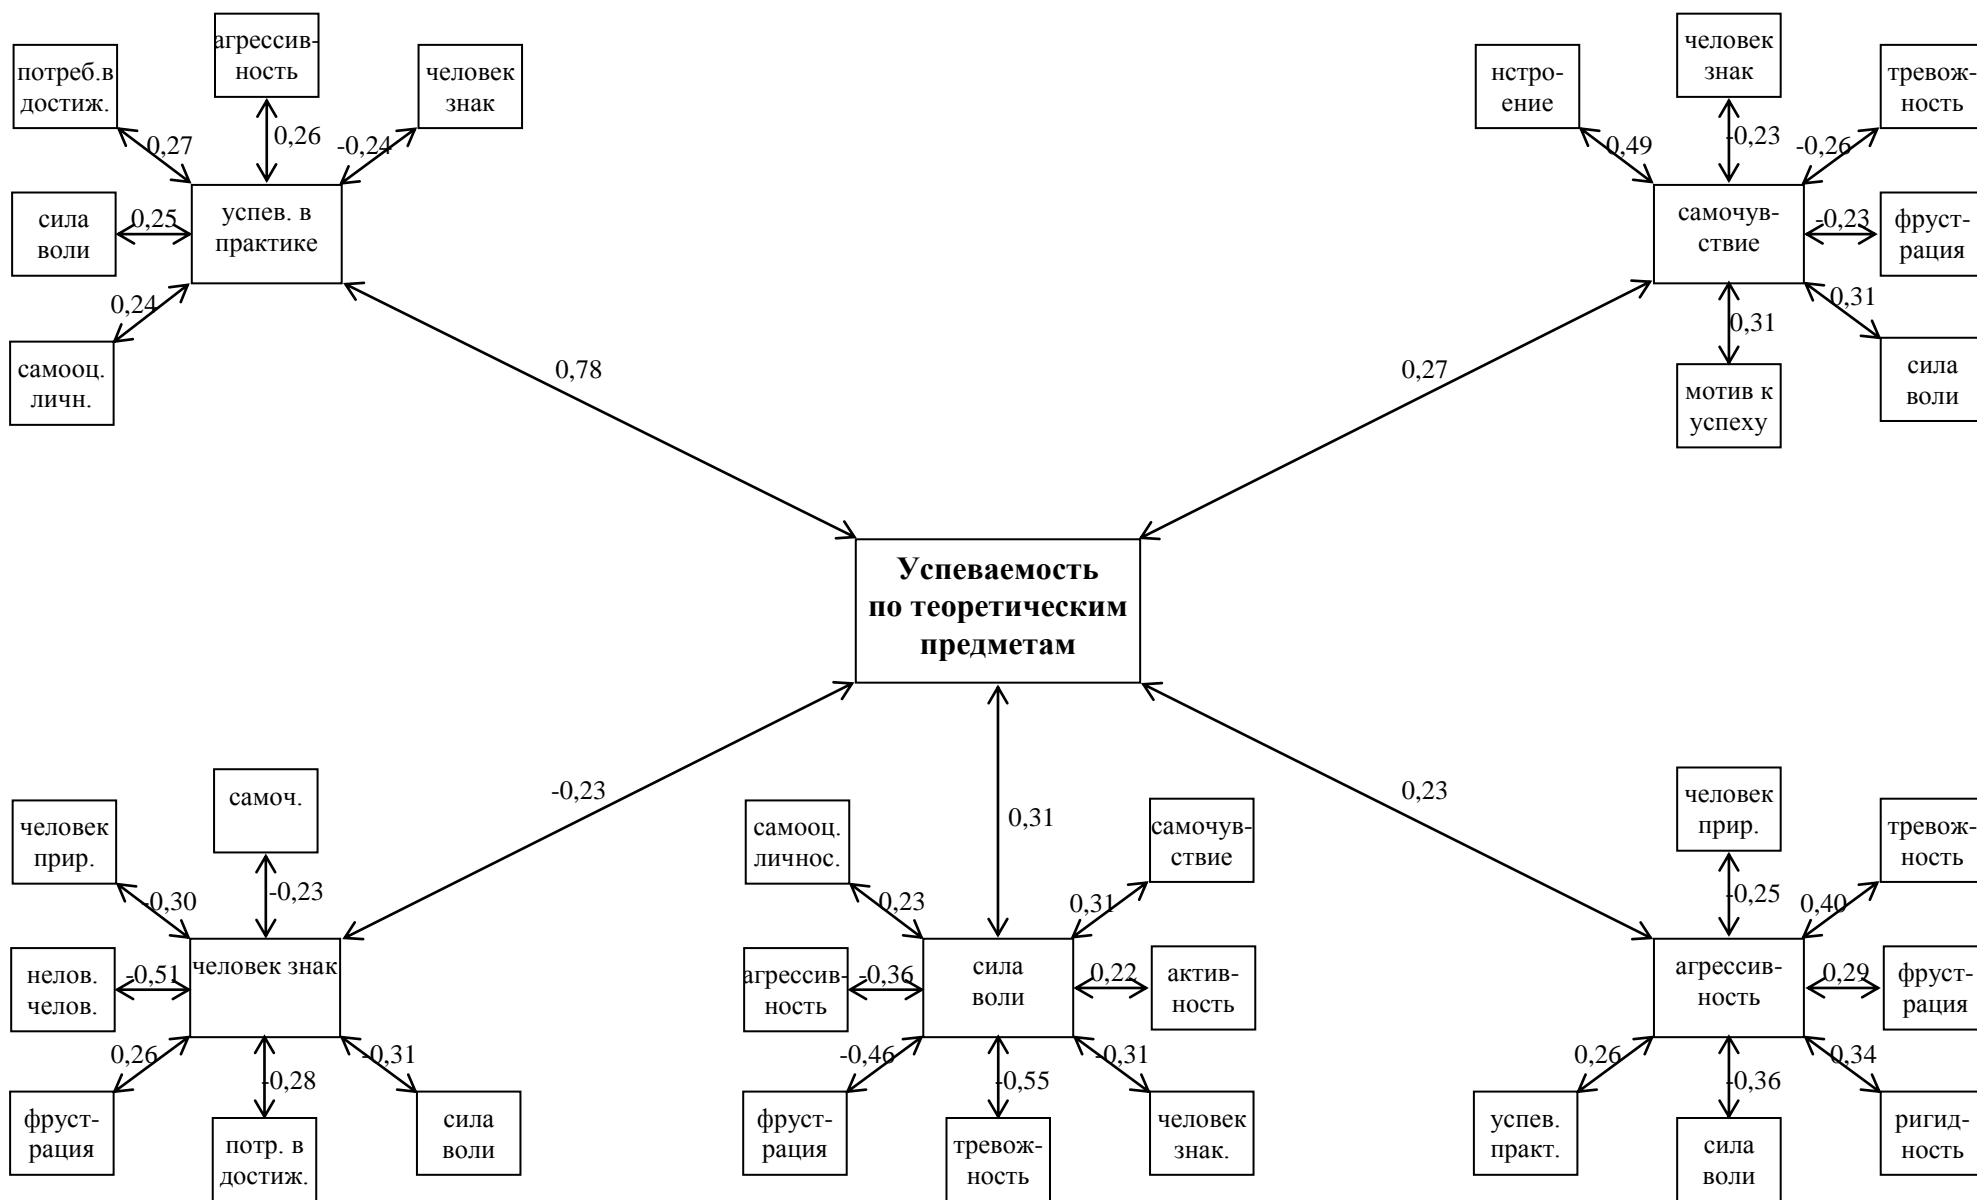 потреб.в
достиж.
агрессив-
ность
человек
знак
0,27
0,26
-0,24
сила
воли
0,25
успев. в
практике
0,24
самооц.
личн.
нстро-
ение
человек
знак
тревож-
ность
0,49
-0,23
-0,26
самочув-
ствие
-0,23
фруст-
рация
0,31
0,31
мотив к
успеху
сила
воли
0,78
0,27
Успеваемость
по теоретическим
предметам
-0,23
0,31
0,23
человек
прир.
самоч.
-0,30
-0,23
нелов.
челов.
-0,51
человек знак
0,26
-0,28
-0,31
фруст-
рация
потр. в
достиж.
сила
воли
самооц.
личнос.
самочув-
ствие
0,23
0,31
агрессив-
ность
-0,36
сила
воли
0,22
актив-
ность
-0,46
-0,55
-0,31
фруст-
рация
тревож-
ность
человек
знак.
человек
прир.
тревож-
ность
-0,25
0,40
агрессив-
ность
0,29
фруст-
рация
0,26
-0,36
0,34
успев.
практ.
сила
воли
ригид-
ность